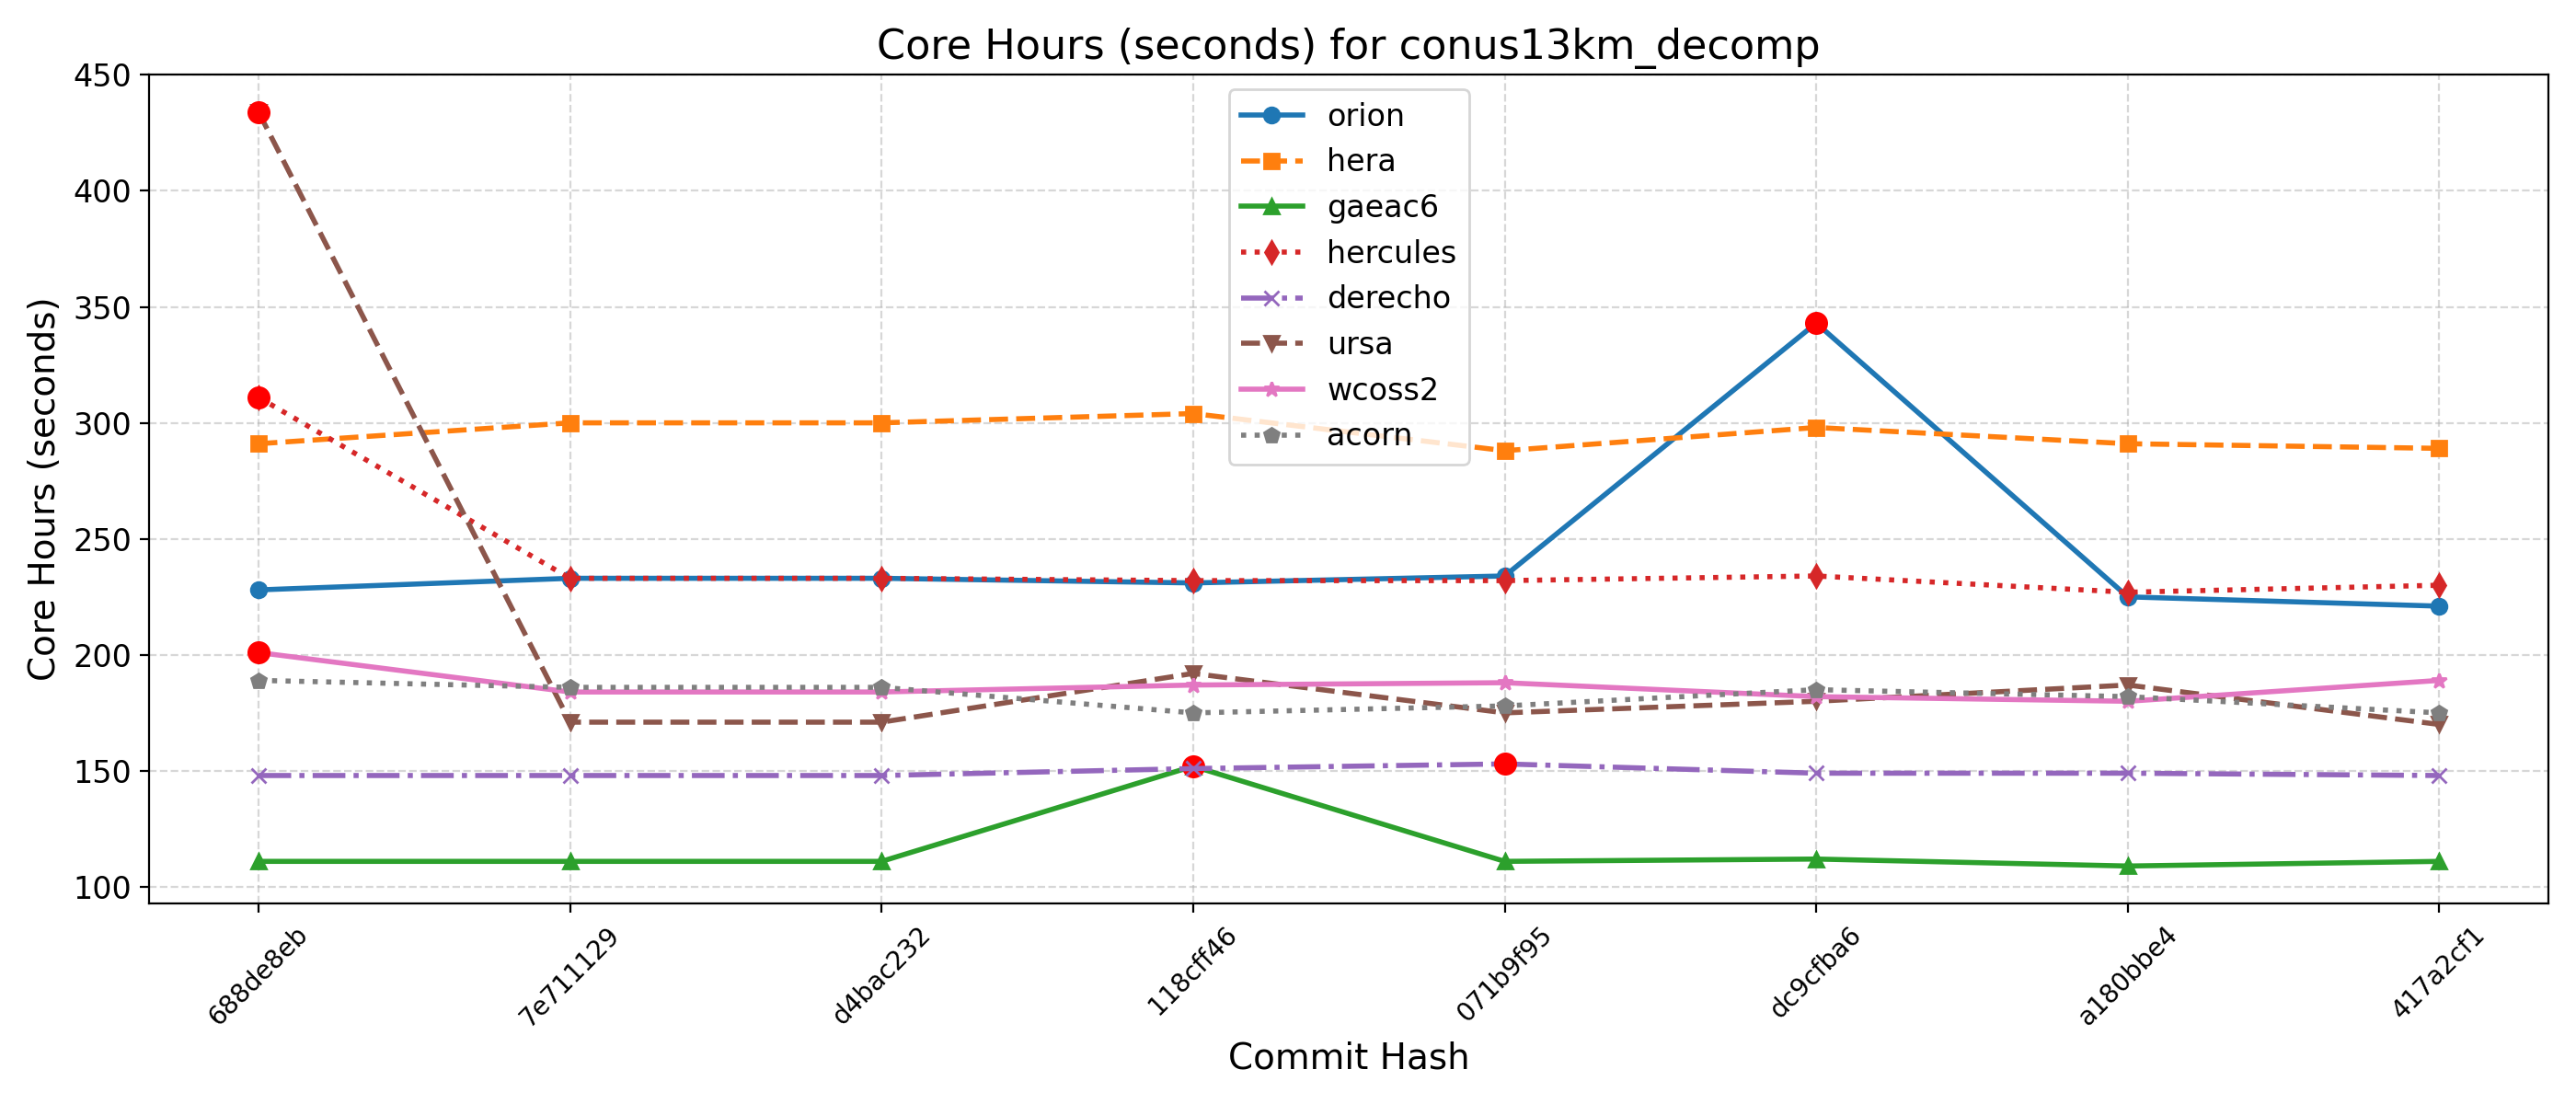 Core Hours (seconds) for conus13km_decomp
Core Hours (seconds)
450
400
350
300
250
200
150
100
orion
hera
gaeac6
hercules
derecho
ursa
wcoss2
acorn
688de8eb
7e711129
d4bac232
118cff46
071b9f95
dc9cfba6
a180bbe4
417a2cf1
Commit Hash